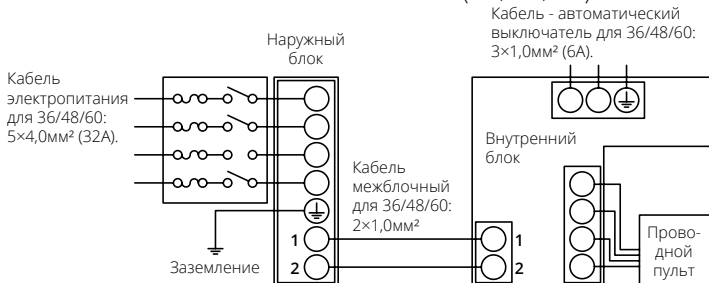 Кабель - автоматический
выключатель для 36/48/60:
3×1,0мм² (6А).
Наружный
блок
Кабель
электропитания
для 36/48/60:
5×4,0мм² (32А).
Внутренний
блок
Кабель
межблочный
для 36/48/60:
2×1,0мм²
Заземление
1
2
1
2
Прово-
дной
пульт